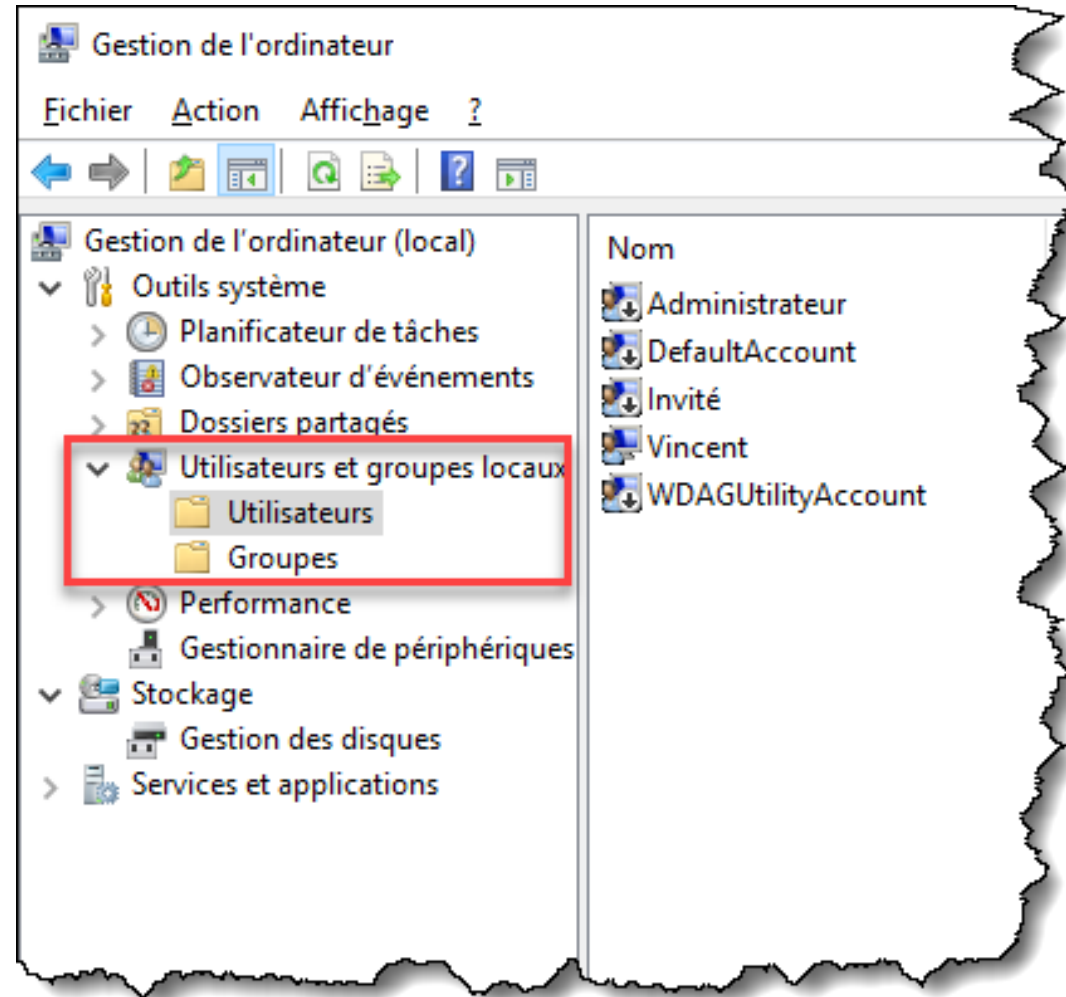 Gestion de l'ordinateur
Fichier Action Affichage ?
Gestion de l'ordinateur (local)
Outils système
Planificateur de tâches
Observateur d'événements
Dossiers partagés
Utilisateurs et groupes locaux
Utilisateurs
Groupes
Performance
Gestionnaire de périphériques
Stockage
Gestion des disques
Services et applications
Nom
Administrateur
DefaultAccount
Invité
Vincent
WDAGUtilityAccount